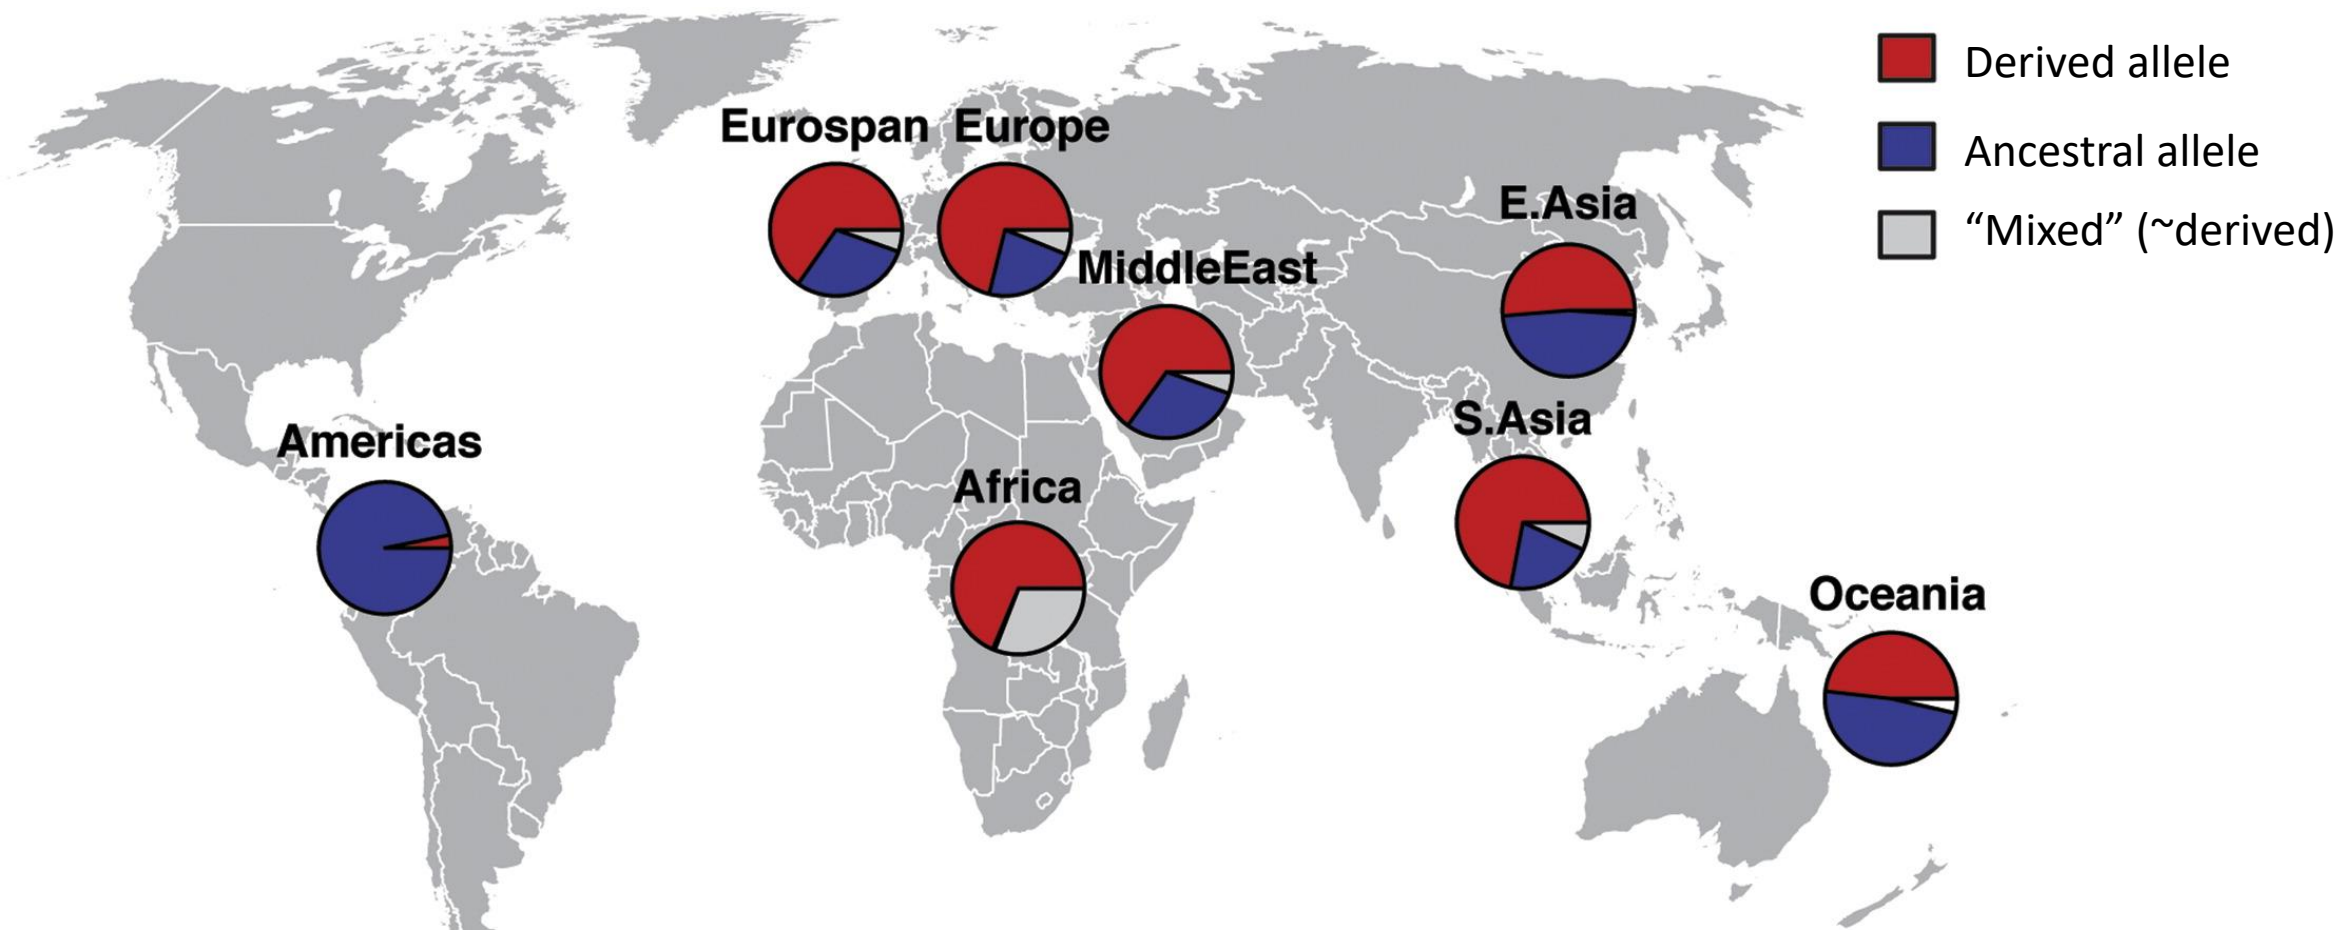 Derived allele
Ancestral allele
“Mixed” (~derived)
Eurospan
Europe
E.Asia
MiddleEast
S.Asia
Americas
Africa
Oceania